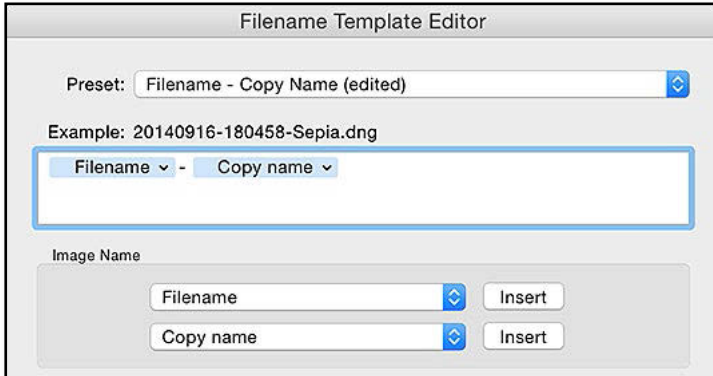 Filename Template Editor
Preset: Filename - Copy Name (edited)
Example: 20140916-180458-Sepia.dng
Filename - Copy name
Image Name
Filename Insert
Copy name Insert